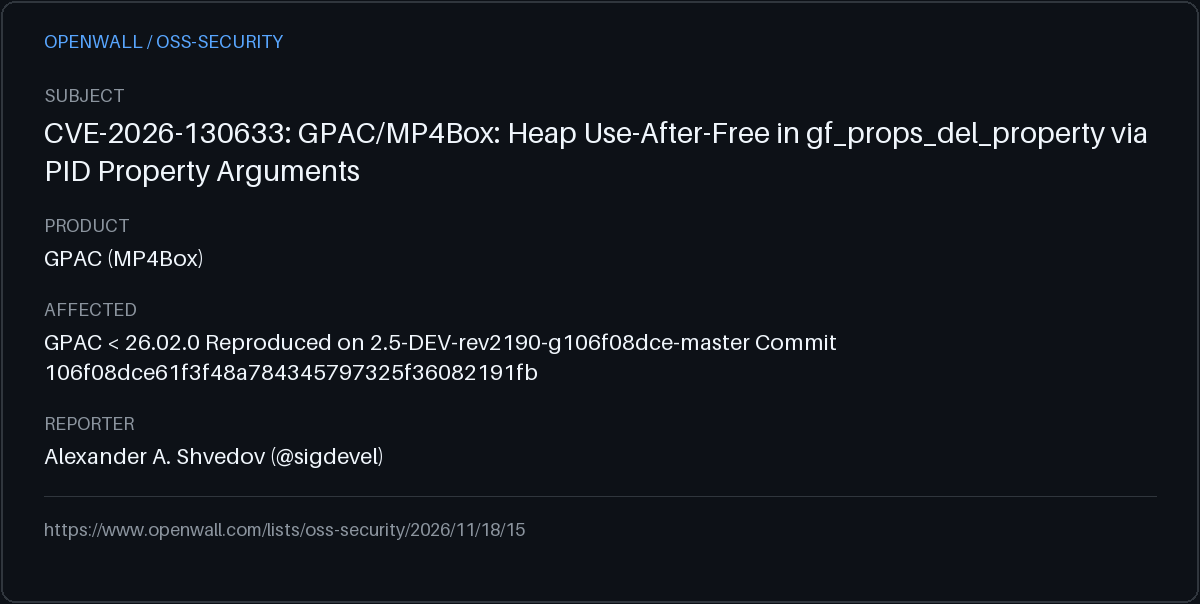 OPENWALL / OSS-SECURITY
SUBJECT
CVE-2026-130633: GPAC/MP4Box: Heap Use-After-Free in gf_props_del_property via
PID Property Arguments
PRODUCT
GPAC (MP4Box)
AFFECTED
GPAC < 26.02.0 Reproduced on 2.5-DEV-rev2190-g106f08dce-master Commit
106f08dce61f3f48a784345797325f36082191fb
REPORTER
Alexander A. Shvedov (@sigdevel)
https://www.openwall.com/lists/oss-security/2026/11/18/15